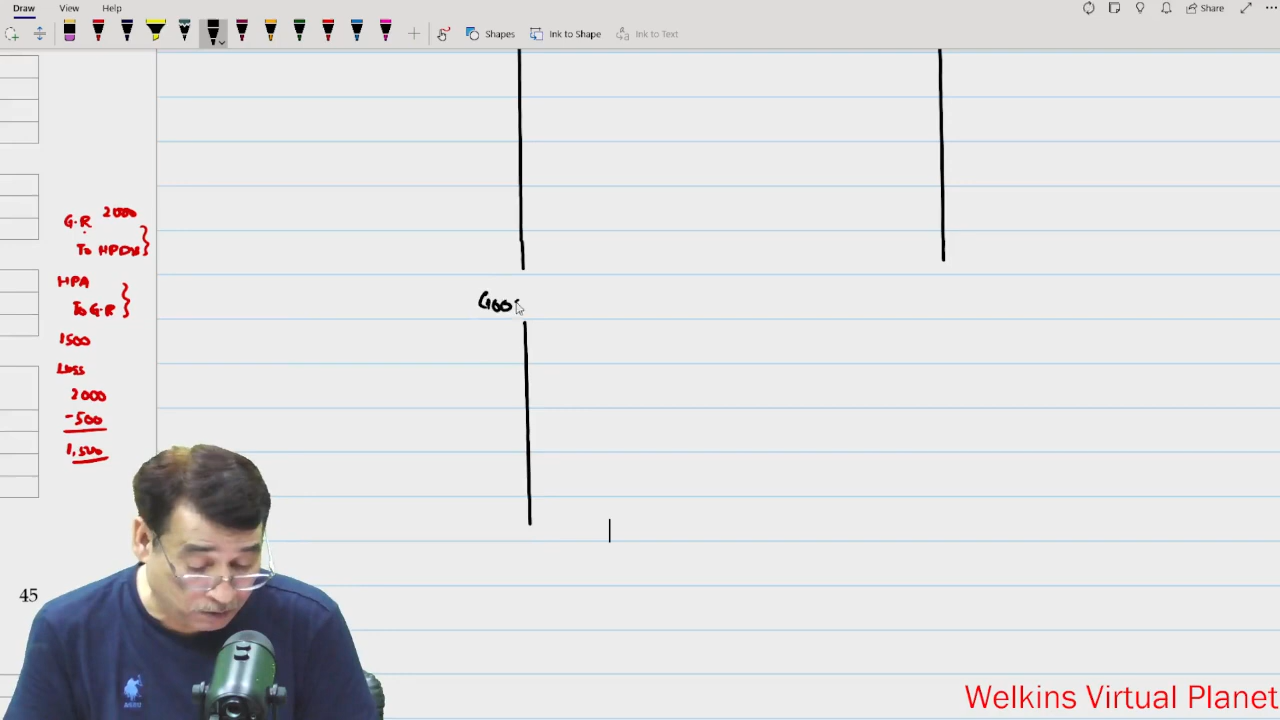 Draw View Help
Share
Shapes Ink to Shape Ink to Text
G.R 2000
To HPDM
HPA
To G.R
1500
Loss
2000
-500
1,500
Goo
45
Welkins Virtual Planet